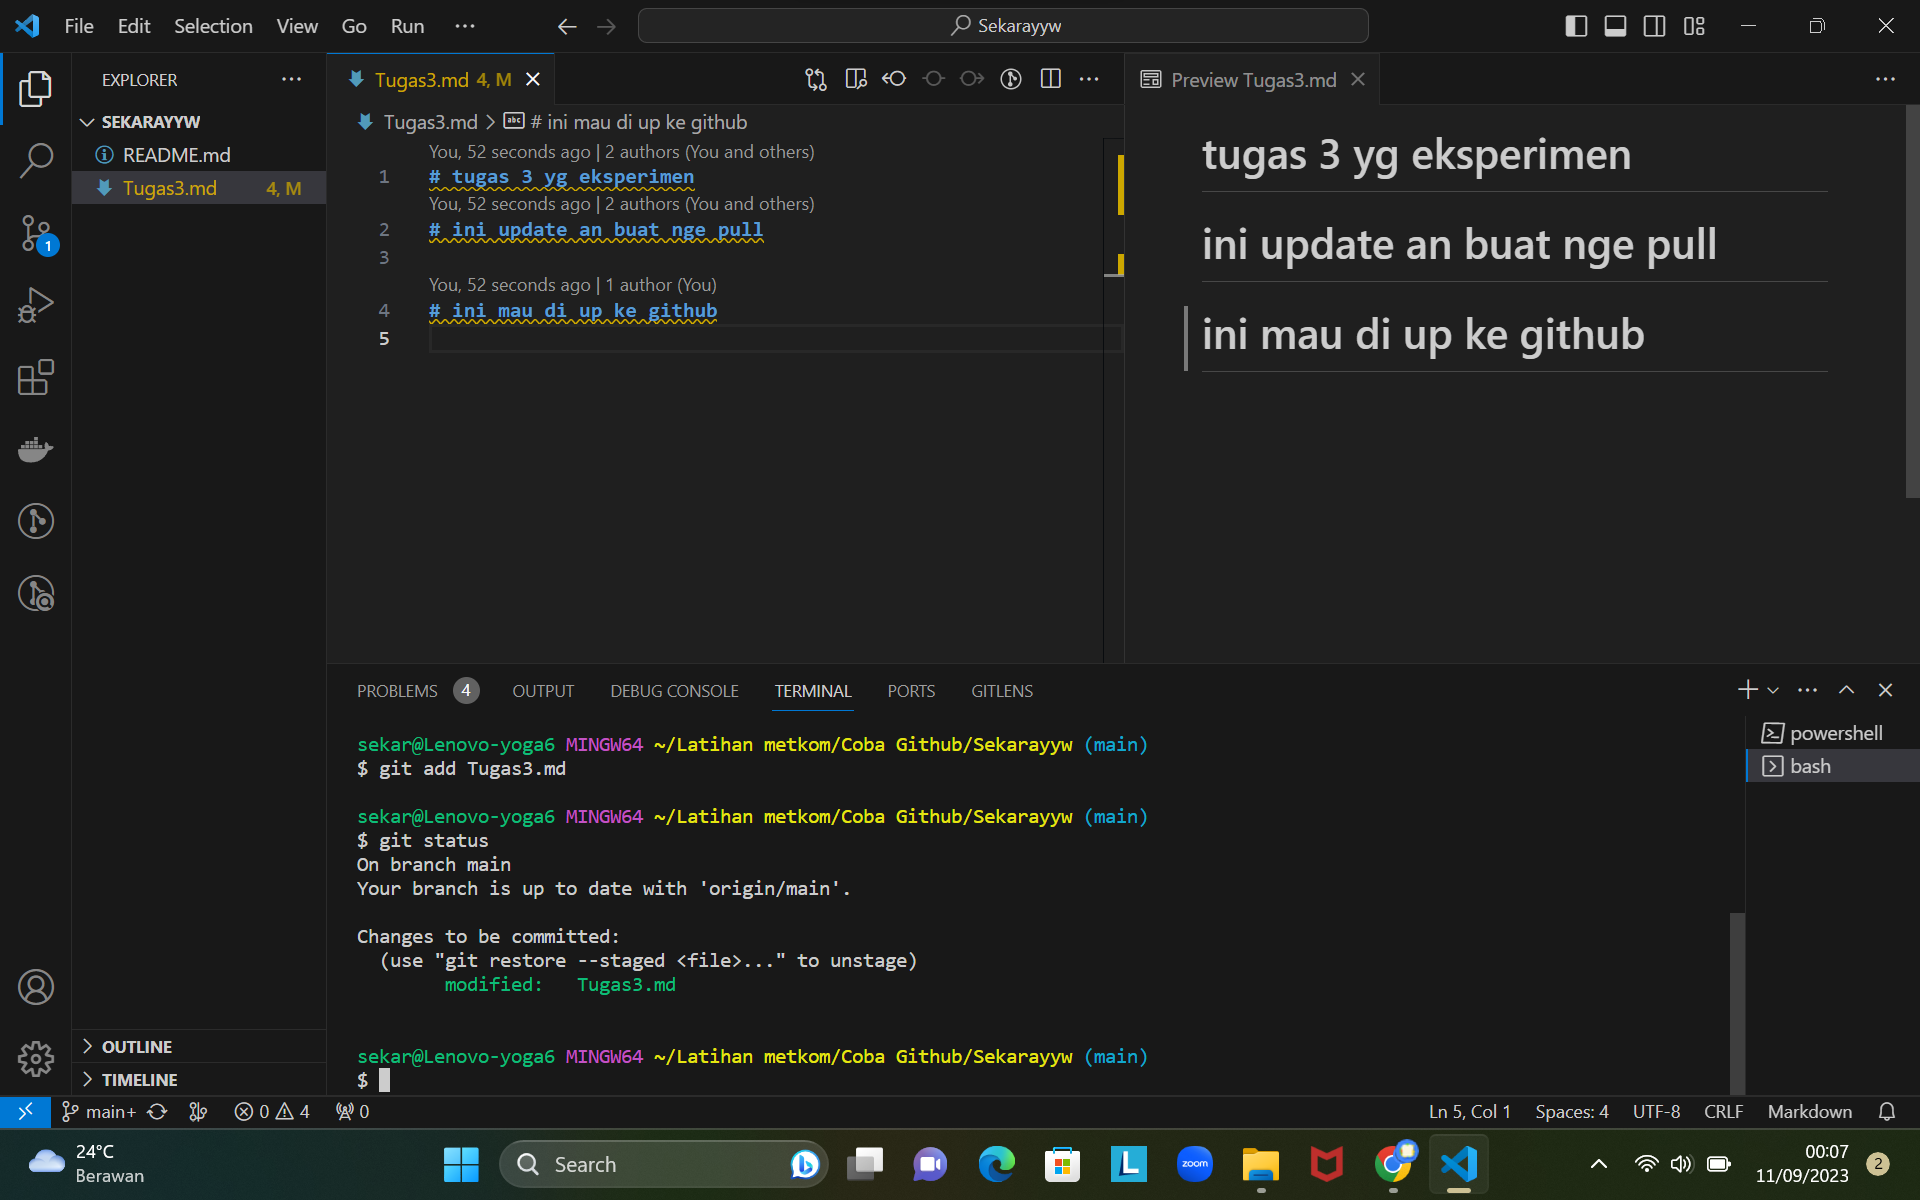 File Edit Selection View Go Run ··· Sekarayyw
EXPLORER
SEKARAYYW
README.md
Tugas3.md 4, M
OUTLINE
TIMELINE
Tugas3.md 4, M
Tugas3.md > # ini mau di up ke github
You, 52 seconds ago | 2 authors (You and others)
1 # tugas 3 yg eksperimen
You, 52 seconds ago | 2 authors (You and others)
2 # ini update an buat nge pull
3
You, 52 seconds ago | 1 author (You)
4 # ini mau di up ke github
5
Preview Tugas3.md
tugas 3 yg eksperimen
ini update an buat nge pull
ini mau di up ke github
1
PROBLEMS 4 OUTPUT DEBUG CONSOLE TERMINAL PORTS GITLENS
sekar@Lenovo-yoga6 MINGW64 ~/Latihan metkom/Coba Github/Sekarayyw (main)
$ git add Tugas3.md
sekar@Lenovo-yoga6 MINGW64 ~/Latihan metkom/Coba Github/Sekarayyw (main)
$ git status
On branch main
Your branch is up to date with 'origin/main'.
Changes to be committed:
(use "git restore --staged <file>..." to unstage)
modified: Tugas3.md
sekar@Lenovo-yoga6 MINGW64 ~/Latihan metkom/Coba Github/Sekarayyw (main)
$
powershell
bash
main+ 0 4 0 Ln 5, Col 1 Spaces: 4 UTF-8 CRLF Markdown
24°C
Berawan
Search
L
zoom
00:07
11/09/2023
2